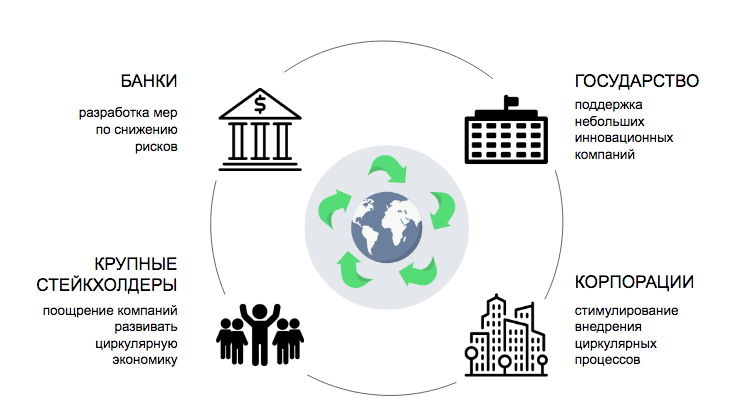 БАНКИ
разработка мер
по снижению
рисков
ГОСУДАРСТВО
поддержка
небольших
инновационных
компаний
КРУПНЫЕ
СТЕЙКХОЛДЕРЫ
поощрение компаний
развивать
циркулярную
экономику
КОРПОРАЦИИ
стимулирование
внедрения
циркулярных
процессов